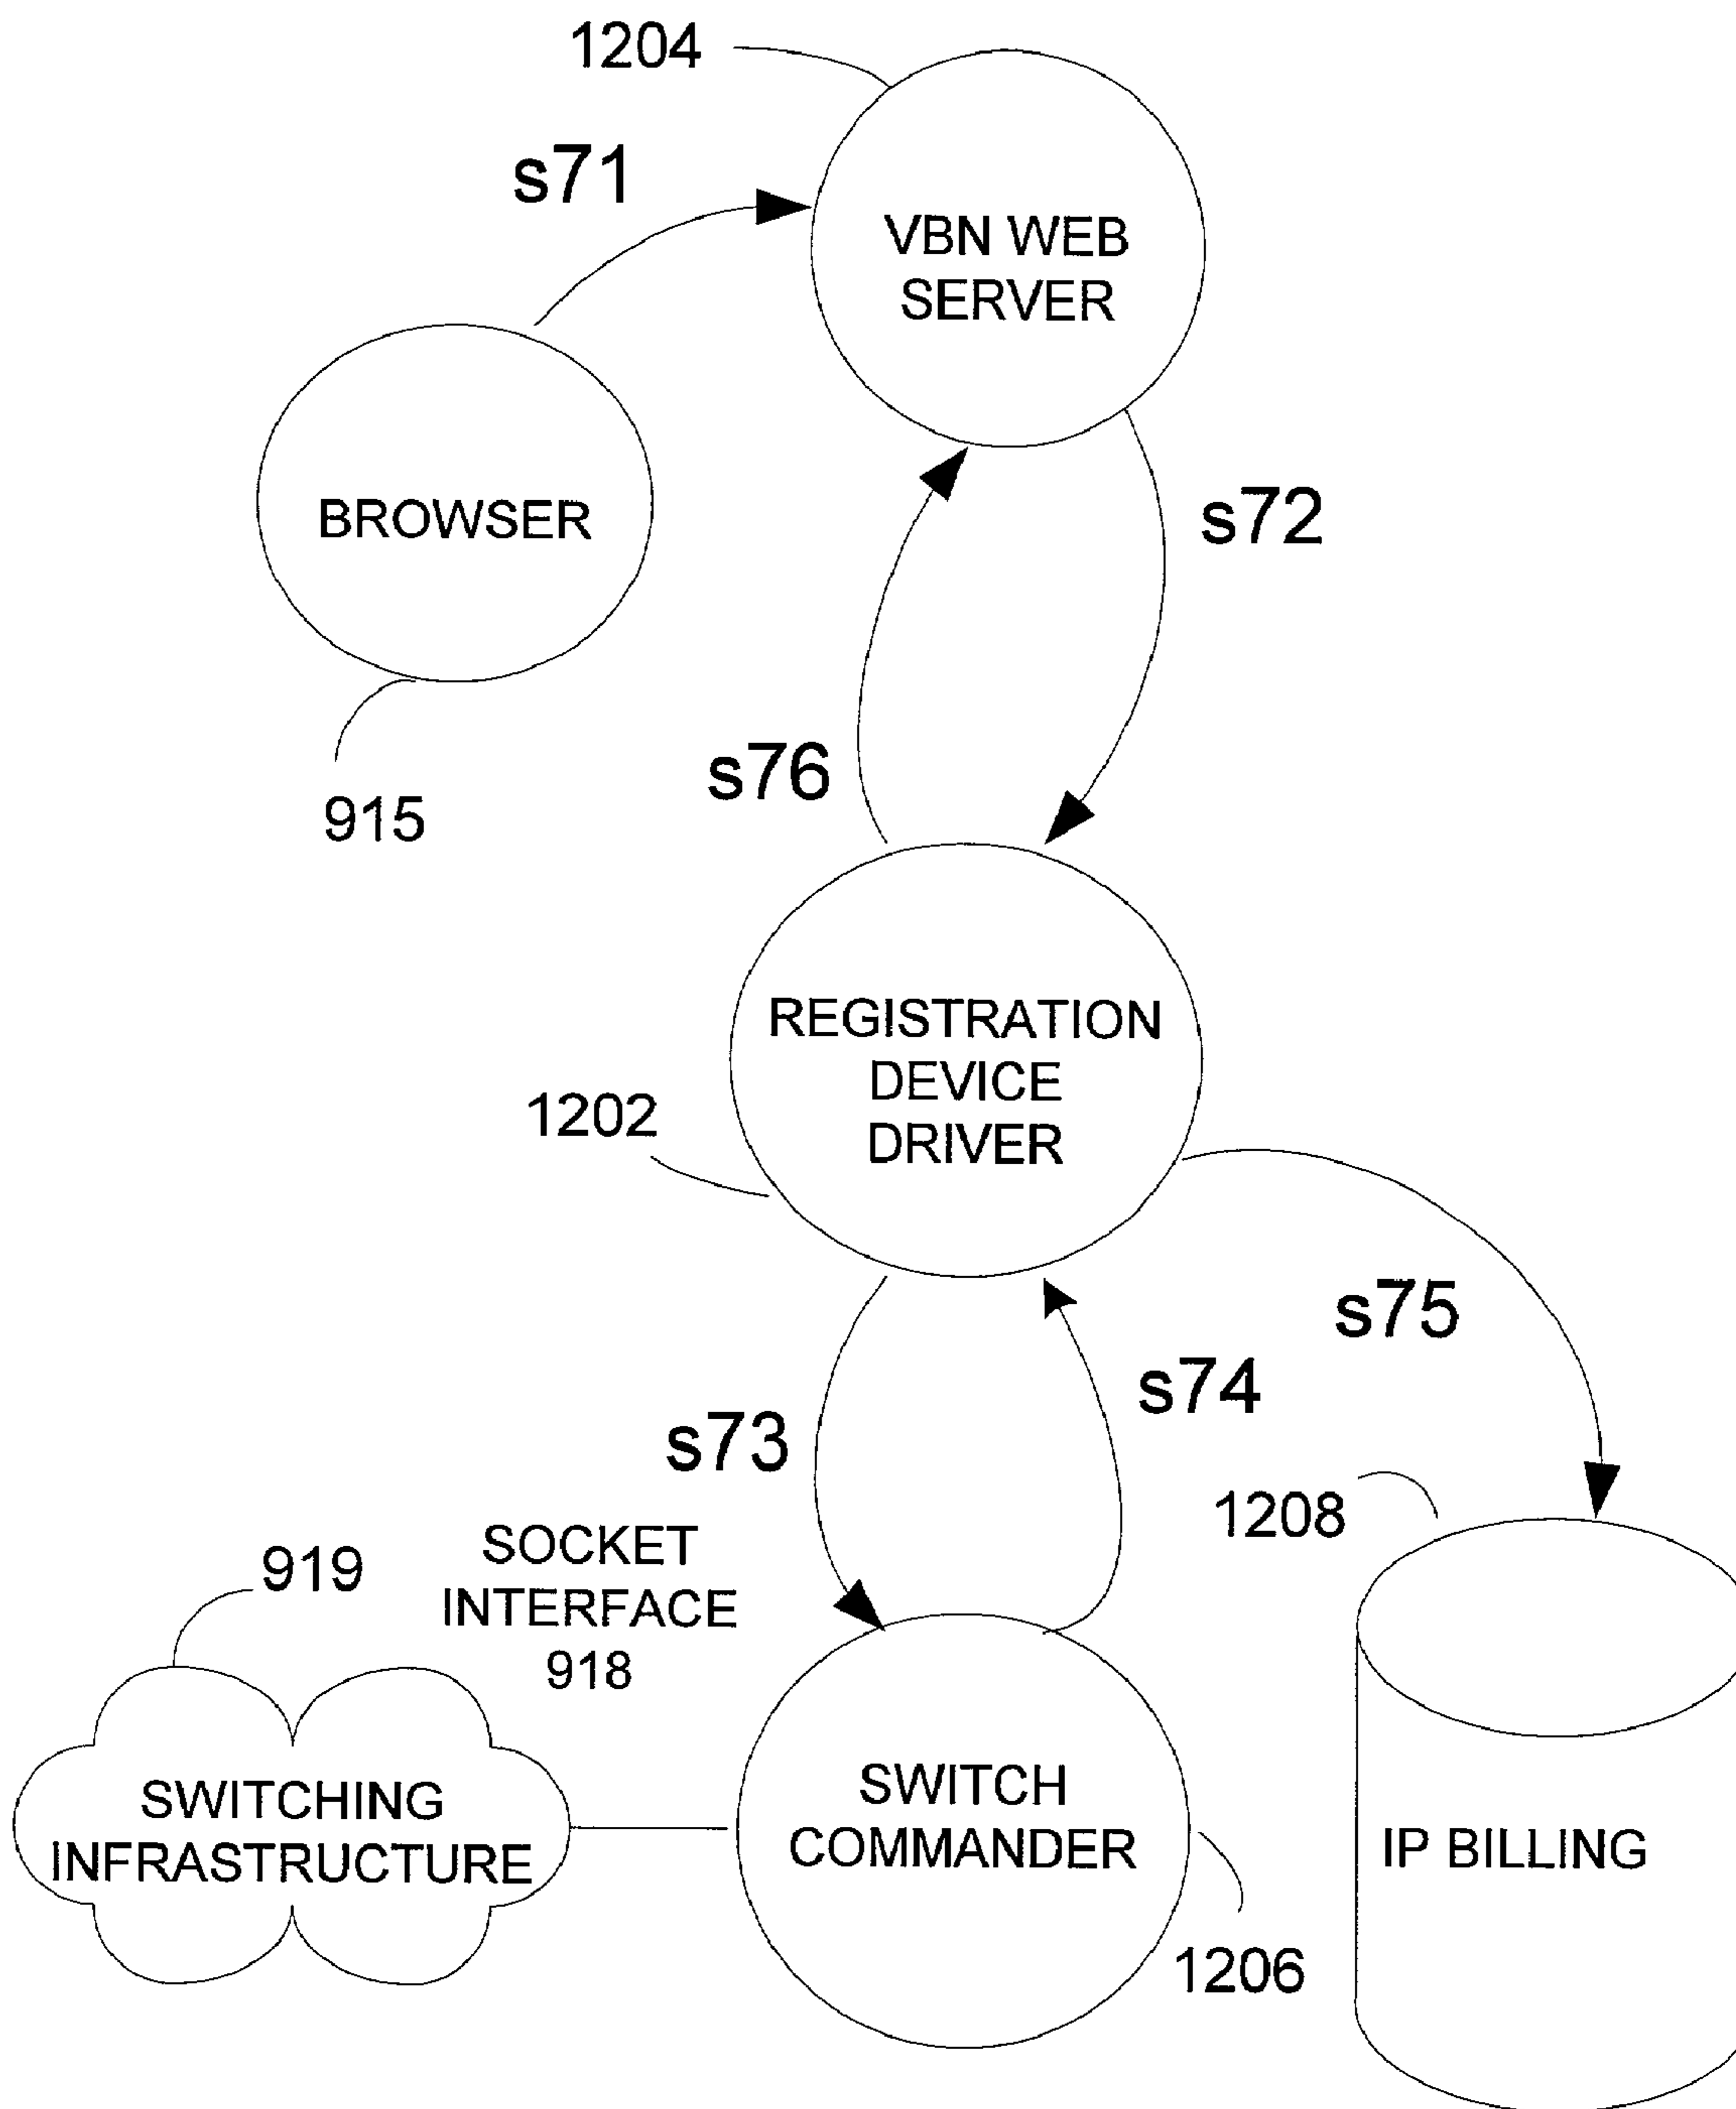 1204
s71
VBN WEB
SERVER
BROWSER
s72
s76
915
REGISTRATION
DEVICE
DRIVER
1202
s75
s74
s73
1208
919
SOCKET
INTERFACE
918
SWITCHING
INFRASTRUCTURE
SWITCH
COMMANDER
IP BILLING
1206